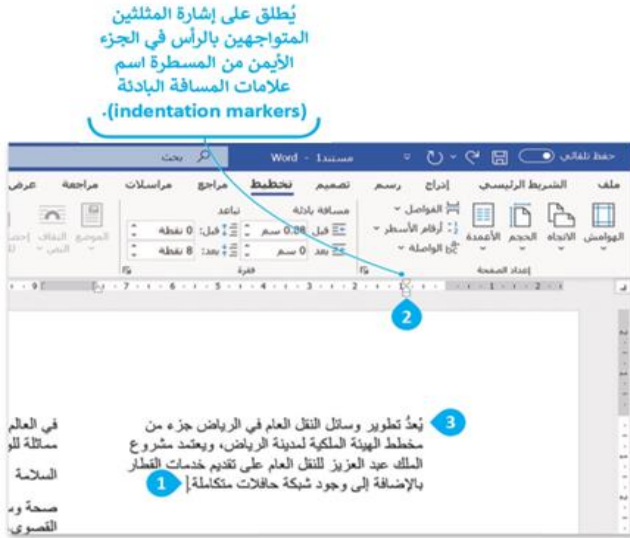 يُطلق على إشارة المثلثين
المتواجهين بالرأس في الجزء
الأيمن من المسطرة اسم
علامات المسافة البادئة
(indentation markers).
حفظ تلقائي
مستند1 - Word
بحث
ملف الشريط الرئيسي إدراج رسم تصميم تخطيط مراجع مراسلات مراجعة عرض
الهوامش الاتجاه الحجم الأعمدة
الفواصل
أرقام الأسطر
الواصلة
إعداد الصفحة
مسافة بادئة
قبل 0.88 سم
بعد 0 سم
تباعد
قبل: 0 نقطة
بعد: 8 نقطة
فقرة
الموضع التفاف النص
2
3 يُعدُّ تطوير وسائل النقل العام في الرياض جزء من
مخطط الهيئة الملكية لمدينة الرياض، ويعتمد مشروع
الملك عبد العزيز للنقل العام على تقديم خدمات القطار
بالإضافة إلى وجود شبكة حافلات متكاملة. 1
في العالم
مماثلة
السلامة
صحة
القصوى